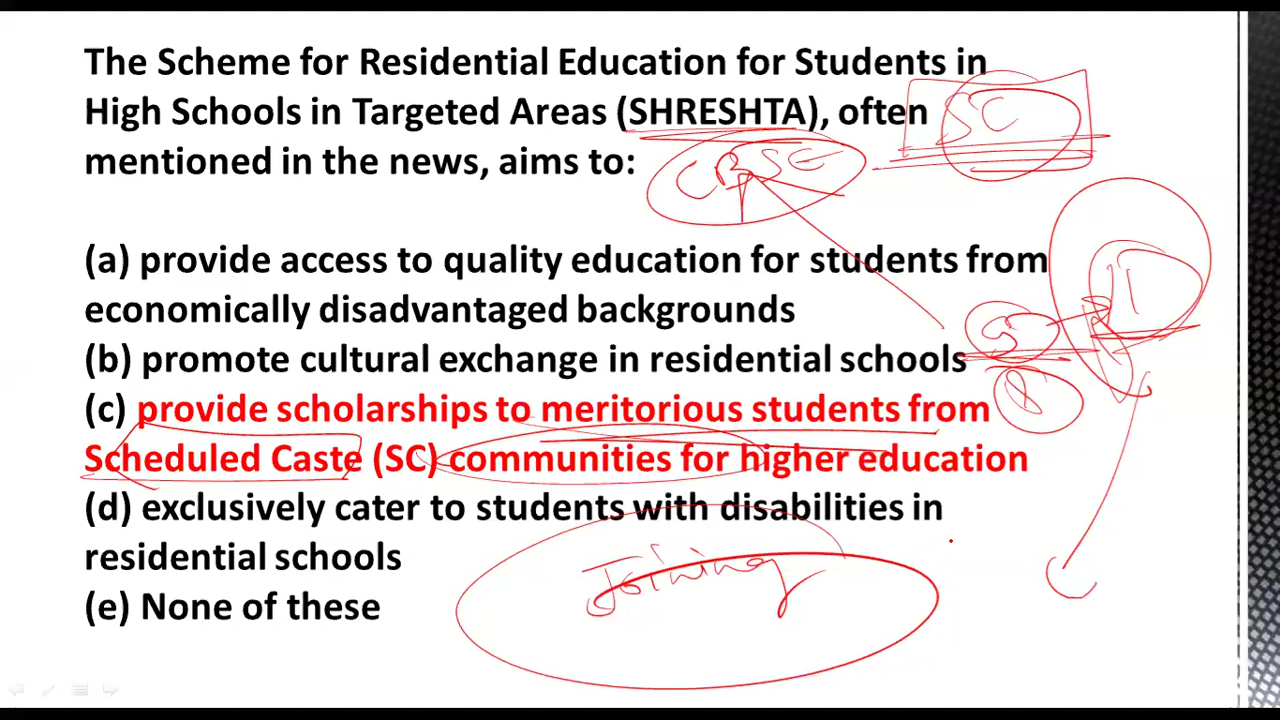 The Scheme for Residential Education for Students in
High Schools in Targeted Areas (SHRESHTA), often
SC
mentioned in the news, aims to:
CBSE
(a) provide access to quality education for students from
economically disadvantaged backgrounds
(b) promote cultural exchange in residential schools
(c) provide scholarships to meritorious students from
Scheduled Caste (SC) communities for higher education
(d) exclusively cater to students with disabilities in
residential schools
Joining
(e) None of these